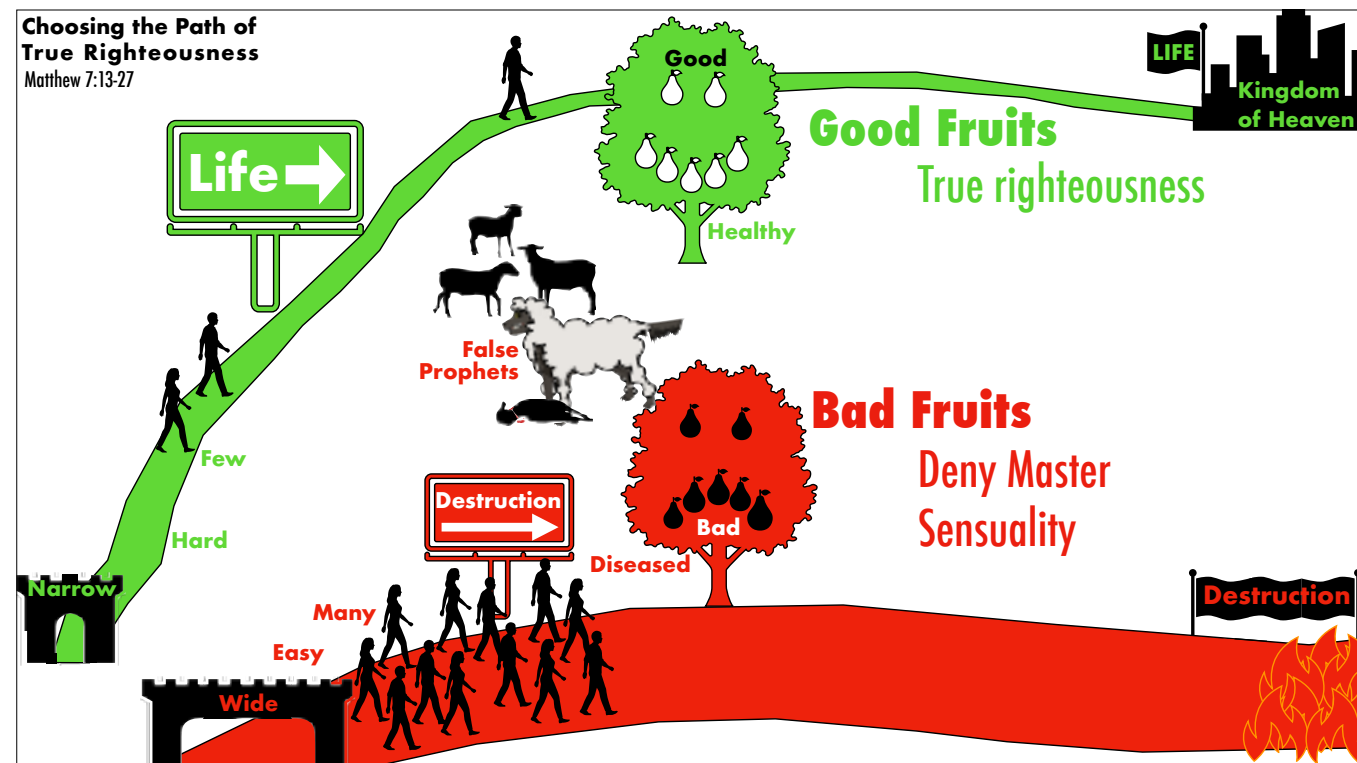 Choosing the Path of
True Righteousness
Matthew 7:13-27
Good
LIFE
Kingdom
of Heaven
Life
Good Fruits
True righteousness
Healthy
False
Prophets
Bad Fruits
Few
Deny Master
Destruction
Sensuality
Bad
Hard
Diseased
Narrow
Destruction
Many
Easy
Wide